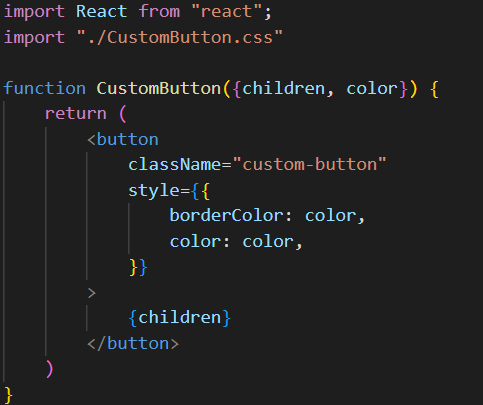 import React from "react";
import "./CustomButton.css"
function CustomButton({children, color}) {
return (
<button
className="custom-button"
style={{
borderColor: color,
color: color,
}}
>
{children}
</button>
)
}